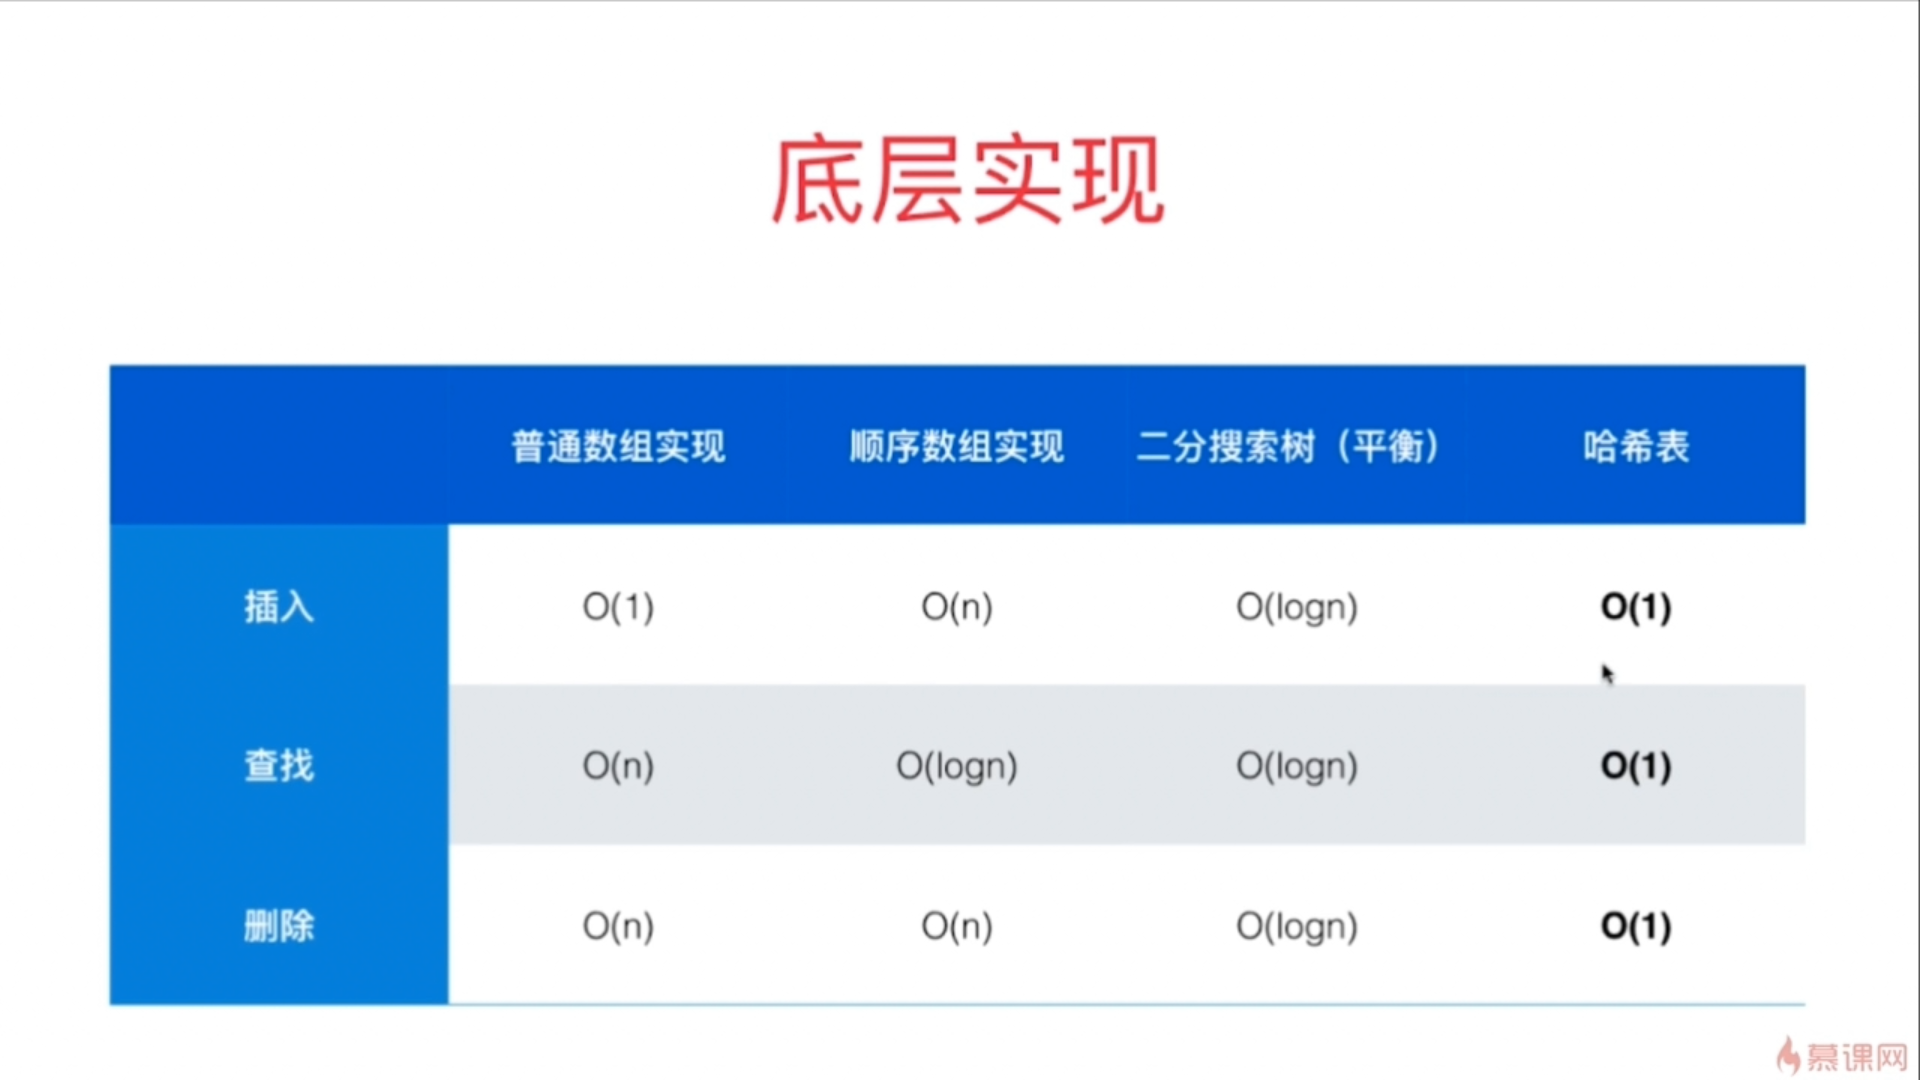 底层实现
普通数组实现 顺序数组实现 二分搜索树（平衡） 哈希表
插入 O(1) O(n) O(logn) O(1)
查找 O(n) O(logn) O(logn) O(1)
删除 O(n) O(n) O(logn) O(1)
慕课网